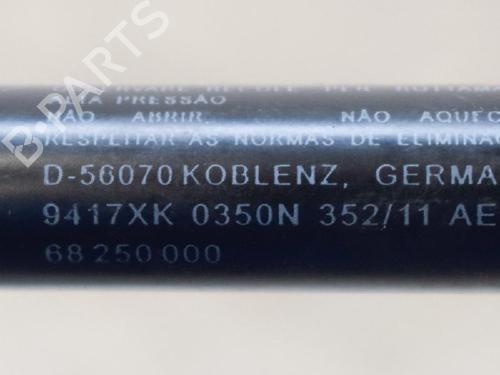 PRESSÃO
NÃO ABRIR. NÃO AQUEC
RESPEITAR AS NORMAS DE ELIMINA
D-56070 KOBLENZ, GERMA
9417XK 0350N 352/11 AE
68 250 000
B-PARTS